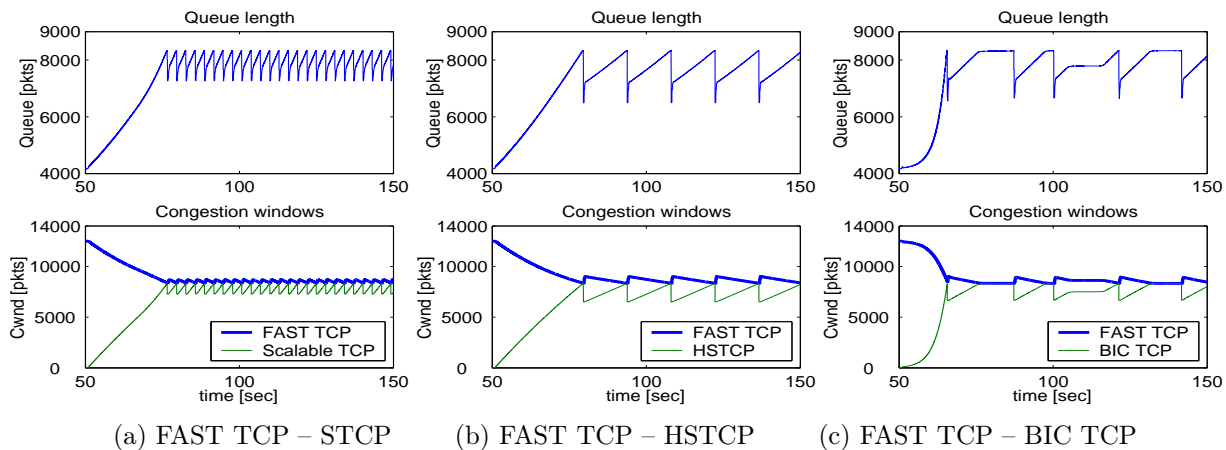 Queue length
9000
8000
6000
4000
50
100
150
Queue [pkts]
Congestion windows
14000
10000
5000
0
50
100
150
Cwnd [pkts]
FAST TCP
Scalable TCP
time [sec]
(a) FAST TCP – STCP
Queue length
9000
8000
6000
4000
50
100
150
Queue [pkts]
Congestion windows
14000
10000
5000
0
50
100
150
Cwnd [pkts]
FAST TCP
HSTCP
time [sec]
(b) FAST TCP – HSTCP
Queue length
9000
8000
6000
4000
50
100
150
Queue [pkts]
Congestion windows
14000
10000
5000
0
50
100
150
Cwnd [pkts]
FAST TCP
BIC TCP
time [sec]
(c) FAST TCP – BIC TCP